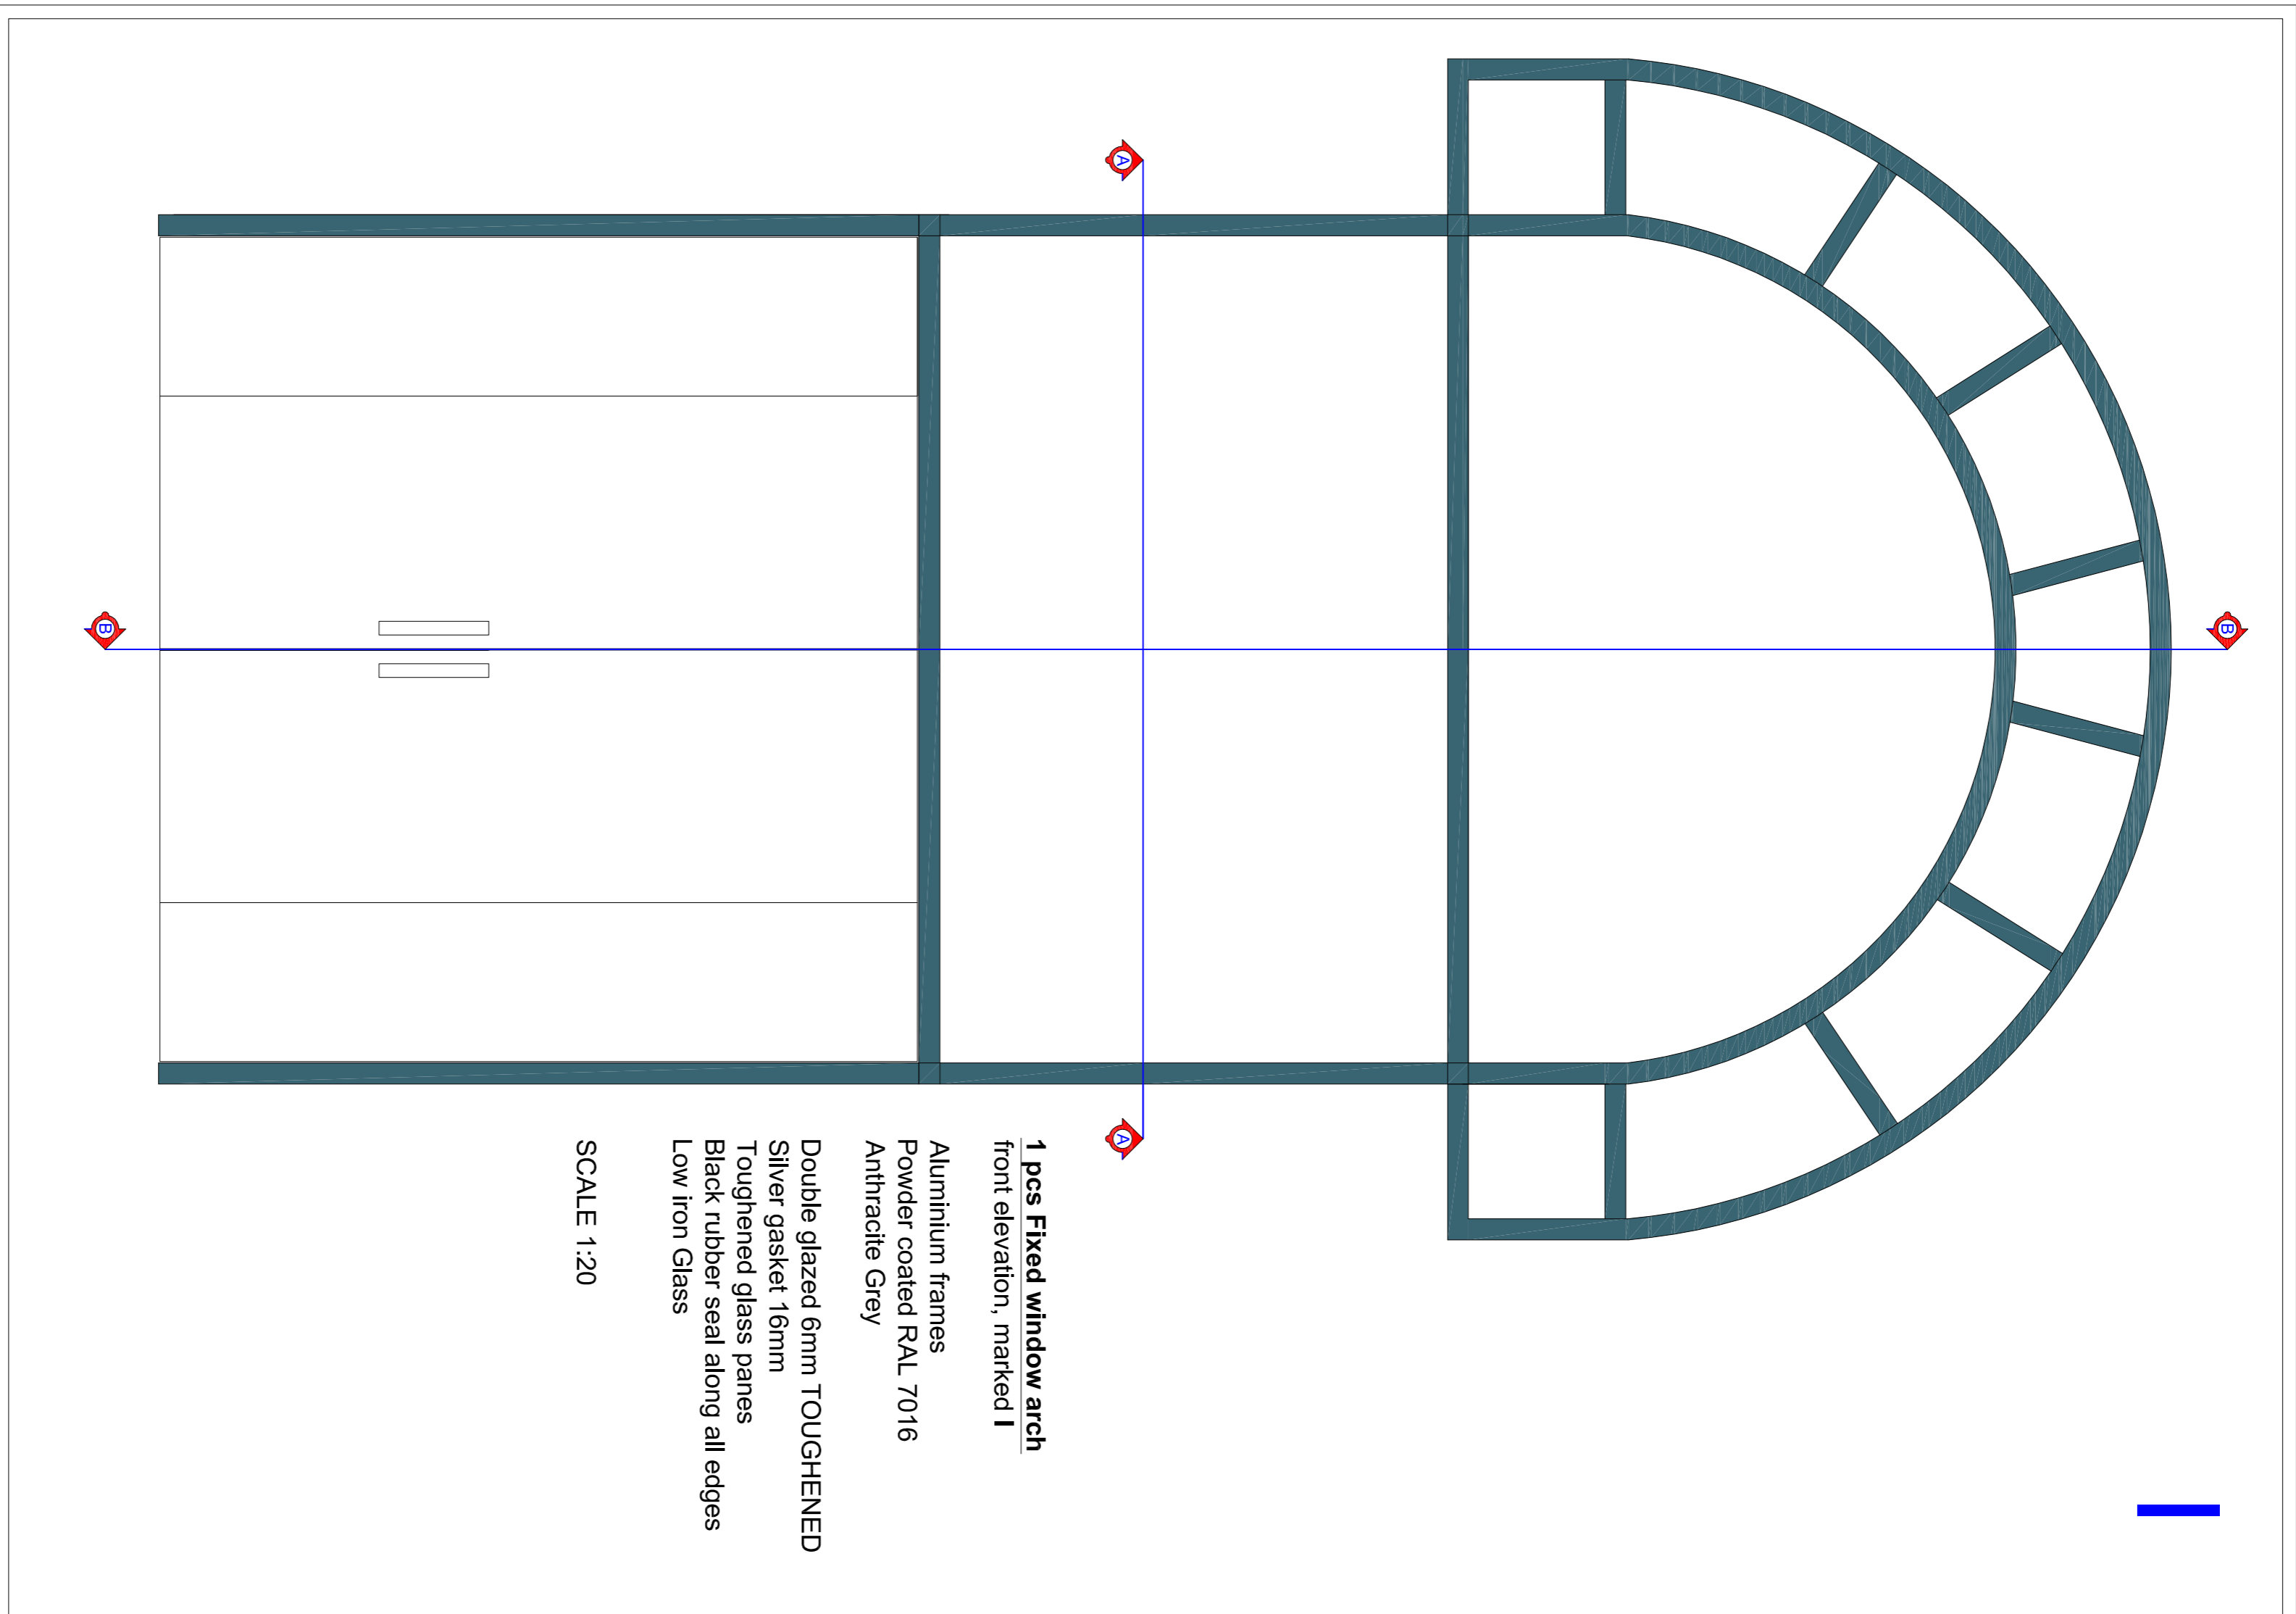 1 pcs Fixed window arch
front elevation, marked I
Aluminium frames
Powder coated RAL 7016
Anthracite Grey
Double glazed 6mm TOUGHENED
Silver gasket 16mm
Toughened glass panes
Black rubber seal along all edges
Low iron Glass
SCALE 1:20
A
A
B
B
I